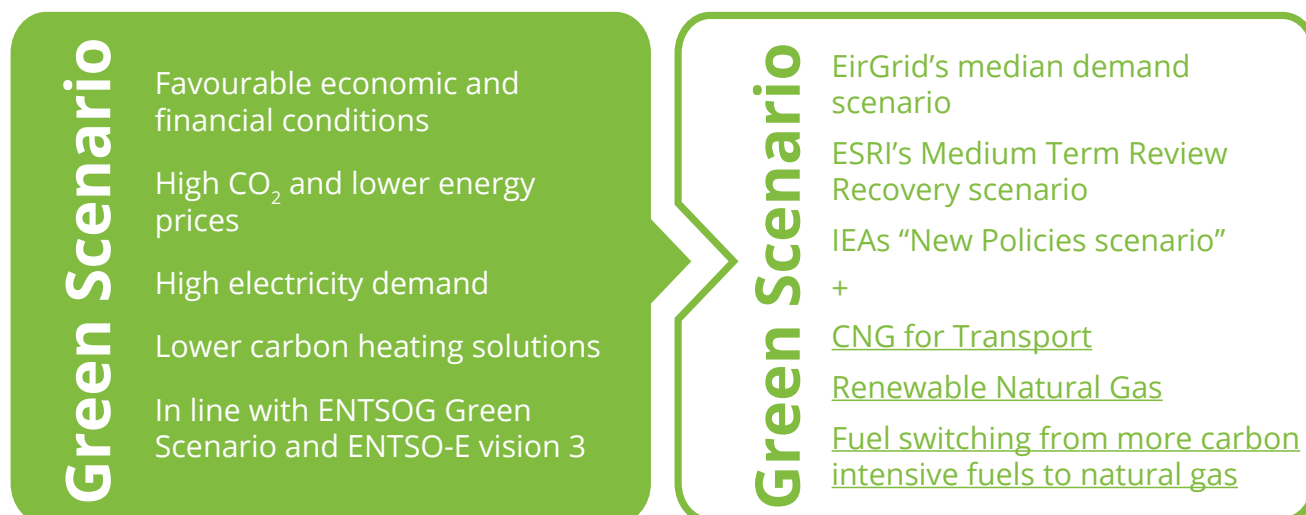 Green Scenario
Favourable economic and
financial conditions
High CO₂ and lower energy
prices
High electricity demand
Lower carbon heating solutions
In line with ENTSOG Green
Scenario and ENTSO-E vision 3
Green Scenario
EirGrid’s median demand
scenario
ESRI’s Medium Term Review
Recovery scenario
IEAs “New Policies scenario”
+
CNG for Transport
Renewable Natural Gas
Fuel switching from more carbon
intensive fuels to natural gas